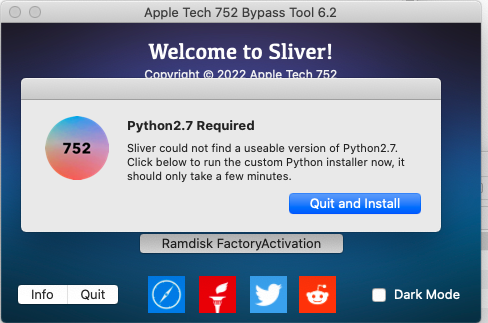 Apple Tech 752 Bypass Tool 6.2
Welcome to Sliver!
Copyright © 2022 Apple Tech 752
752
Python2.7 Required
Sliver could not find a useable version of Python2.7.
Click below to run the custom Python installer now, it
should only take a few minutes.
Quit and Install
Ramdisk FactoryActivation
Info
Quit
Dark Mode